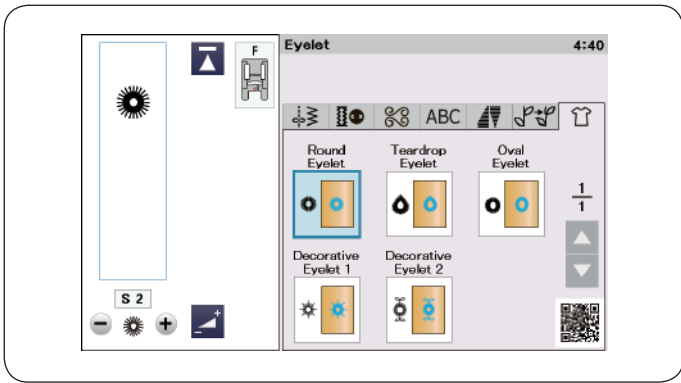 F
Eyelet 4:40
ABC
Round Eyelet
Teardrop Eyelet
Oval Eyelet
1
1
Decorative Eyelet 1
Decorative Eyelet 2
S 2